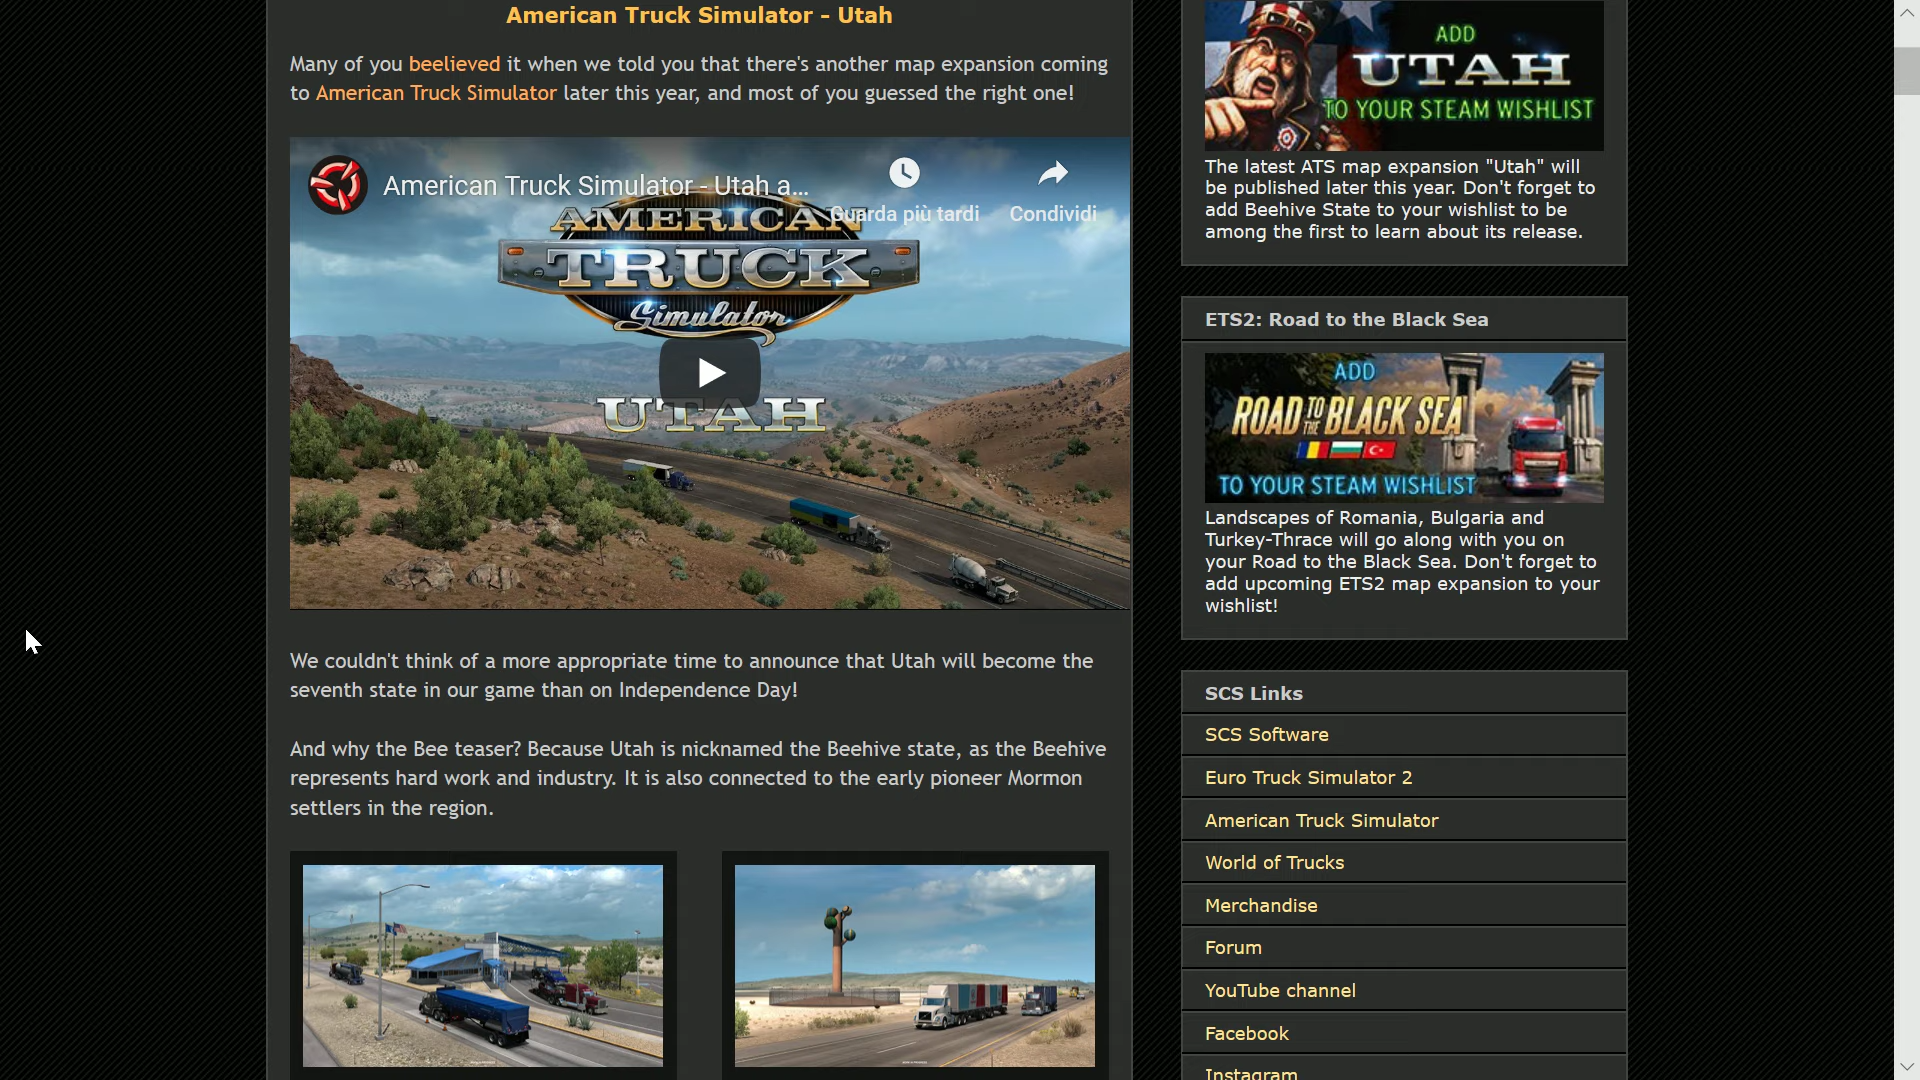 American Truck Simulator - Utah
Many of you beelieved it when we told you that there's another map expansion coming
to American Truck Simulator later this year, and most of you guessed the right one!
American Truck Simulator - Utah a...
Guarda più tardi
Condividi
AMERICAN
TRUCK
Simulator
UTAH
We couldn't think of a more appropriate time to announce that Utah will become the
seventh state in our game than on Independence Day!
And why the Bee teaser? Because Utah is nicknamed the Beehive state, as the Beehive
represents hard work and industry. It is also connected to the early pioneer Mormon
settlers in the region.
ADD
UTAH
TO YOUR STEAM WISHLIST
The latest ATS map expansion "Utah" will
be published later this year. Don't forget to
add Beehive State to your wishlist to be
among the first to learn about its release.
ETS2: Road to the Black Sea
ADD
ROAD TO THE BLACK SEA
TO YOUR STEAM WISHLIST
Landscapes of Romania, Bulgaria and
Turkey-Thrace will go along with you on
your Road to the Black Sea. Don't forget to
add upcoming ETS2 map expansion to your
wishlist!
SCS Links
SCS Software
Euro Truck Simulator 2
American Truck Simulator
World of Trucks
Merchandise
Forum
YouTube channel
Facebook
Instagram